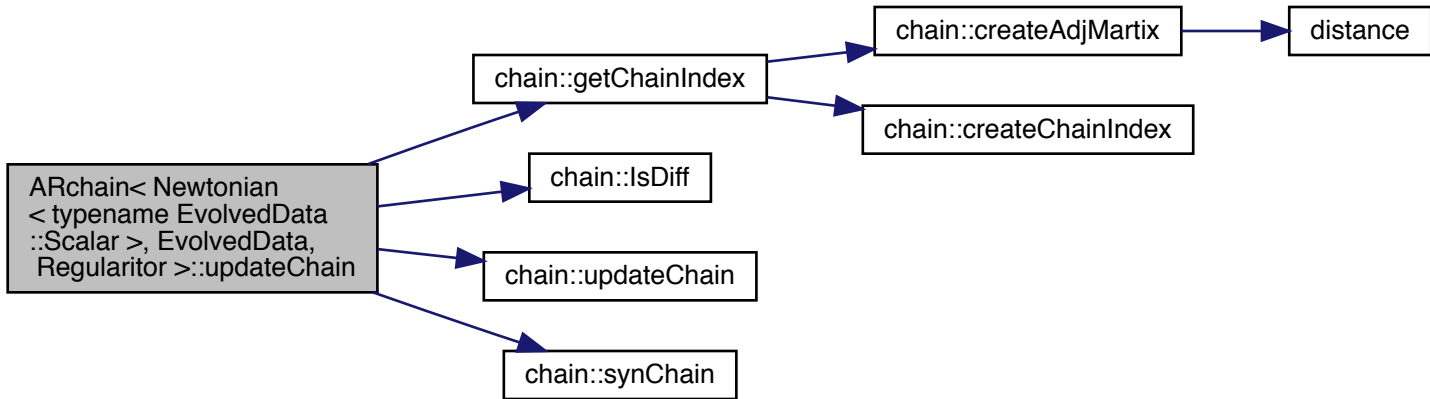 ARchain< Newtonian
< typename EvolvedData
::Scalar >, EvolvedData,
Regularitor >::updateChain
chain::getChainIndex
chain::createAdjMartix
distance
chain::createChainIndex
chain::IsDiff
chain::updateChain
chain::synChain